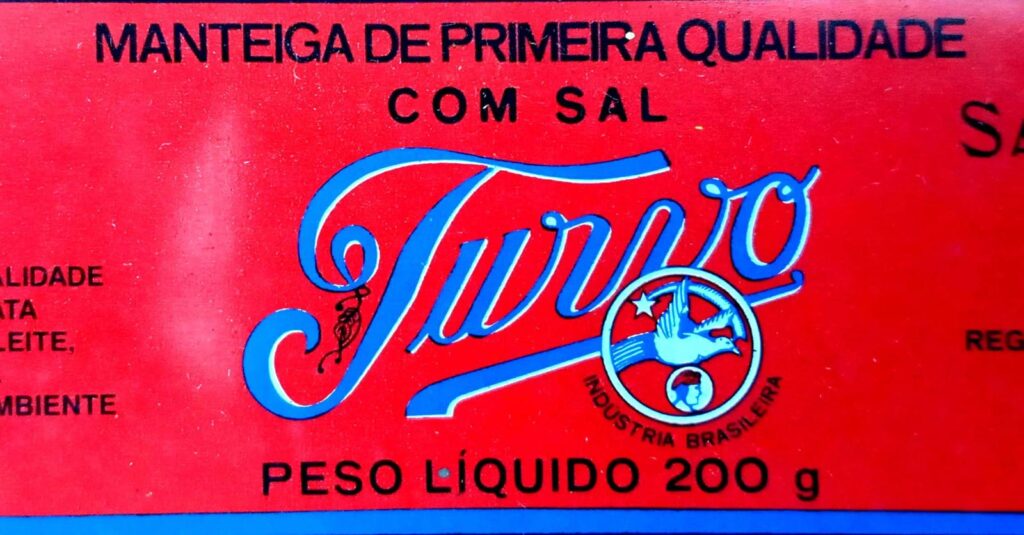 MANTEIGA DE PRIMEIRA QUALIDADE
COM SAL
Turvo
ALIDADE
ATA
LEITE,
MBIENTE
SA
REG
INDUSTRIA BRASILEIRA
PESO LÍQUIDO 200 g